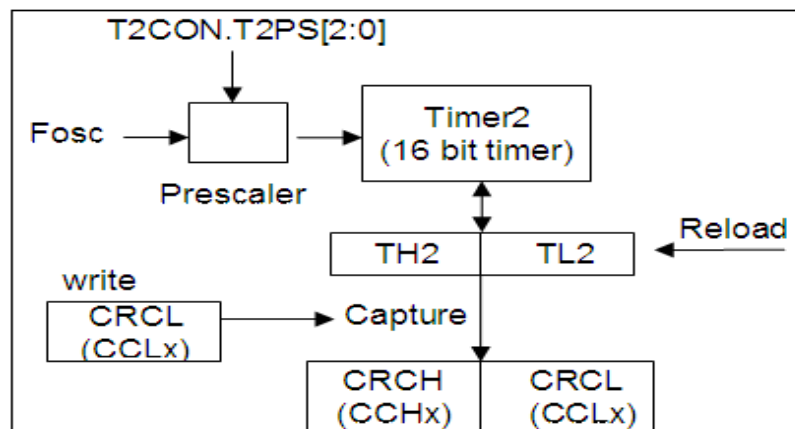 T2CON.T2PS[2:0]
Fosc
Prescaler
Timer2
(16 bit timer)
TH2
TL2
Reload
write
CRCL
(CCLx)
Capture
CRCH
(CCHx)
CRCL
(CCLx)